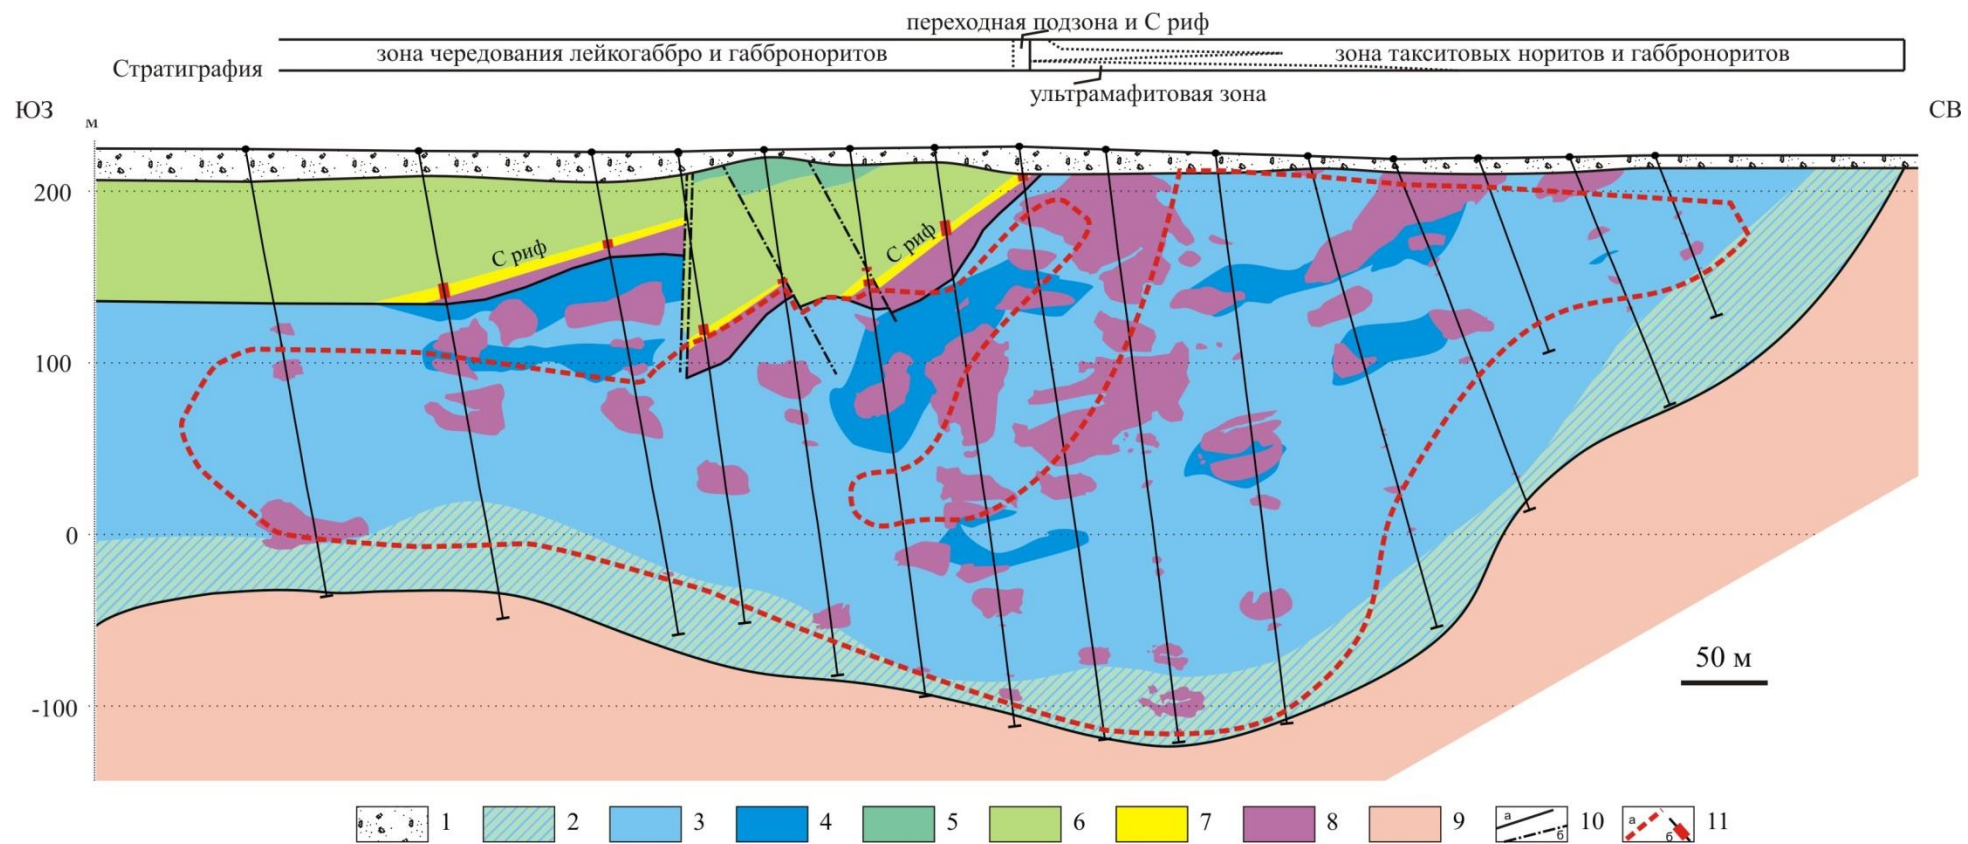 переходная подзона и С риф
зона чередования лейкогаббро и габброноритов
зона такситовых норитов и габброноритов
Стратиграфия
ультрамафитовая зона
ЮЗ
СВ
м
200
С риф
С риф
100
0
50 м
-100
1
2
3
4
5
6
7
8
9
а
б
10
а
б
11